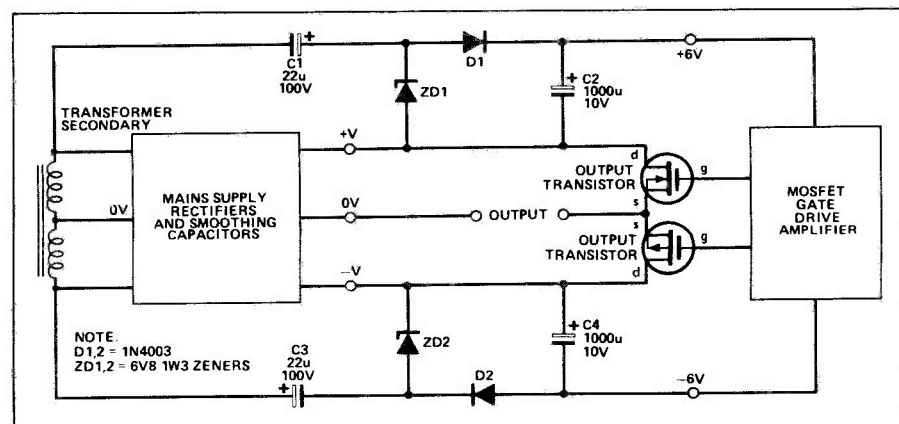 C1
22u
100V
D1
+6V
ZD1
C2
1000u
10V
TRANSFORMER
SECONDARY
+V
d
OUTPUT
TRANSISTOR
g
s
MAINS SUPPLY
RECTIFIERS
AND SMOOTHING
CAPACITORS
0V
0V
OUTPUT
MOSFET
GATE
DRIVE
AMPLIFIER
s
OUTPUT
TRANSISTOR
g
d
–V
NOTE.
D1,2 = 1N4003
ZD1,2 = 6V8 1W3 ZENERS
ZD2
C4
1000u
10V
C3
22u
100V
D2
–6V